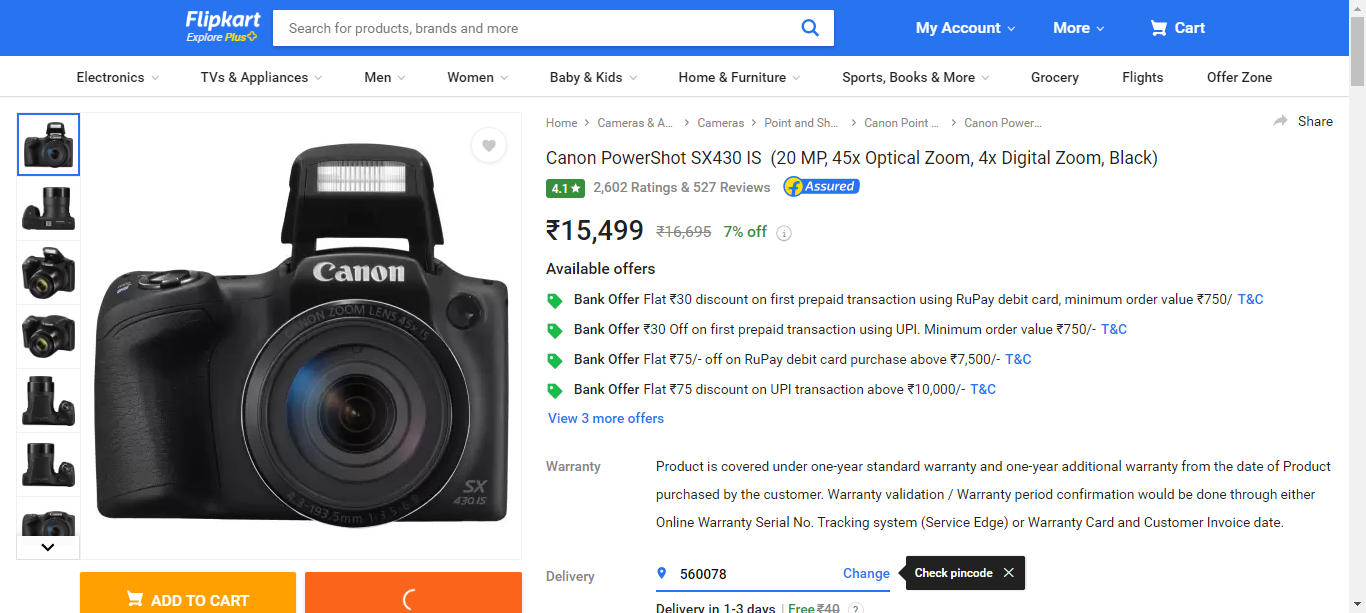 Flipkart
Explore Plus
Search for products, brands and more
My Account
More
Cart
Electronics
TVs & Appliances
Men
Women
Baby & Kids
Home & Furniture
Sports, Books & More
Grocery
Flights
Offer Zone
Home
Cameras & A...
Cameras
Point and Sh...
Canon Point ...
Canon Power...
Share
Canon PowerShot SX430 IS (20 MP, 45x Optical Zoom, 4x Digital Zoom, Black)
4.1★ 2,602 Ratings & 527 Reviews f Assured
₹15,499 ₹16,695 7% off i
Available offers
Bank Offer Flat ₹30 discount on first prepaid transaction using RuPay debit card, minimum order value ₹750/ T&C
Bank Offer ₹30 Off on first prepaid transaction using UPI. Minimum order value ₹750/- T&C
Bank Offer Flat ₹75/- off on RuPay debit card purchase above ₹7,500/- T&C
Bank Offer Flat ₹75 discount on UPI transaction above ₹10,000/- T&C
View 3 more offers
Warranty
Product is covered under one-year standard warranty and one-year additional warranty from the date of Product
purchased by the customer. Warranty validation / Warranty period confirmation would be done through either
Online Warranty Serial No. Tracking system (Service Edge) or Warranty Card and Customer Invoice date.
Delivery
560078
Change
Check pincode
Delivery in 1-3 days | Free ₹40 ?
Canon
CANON ZOOM LENS 45x IS
4.3-193.5mm 1:3.5-6.8
SX
430 IS
ADD TO CART